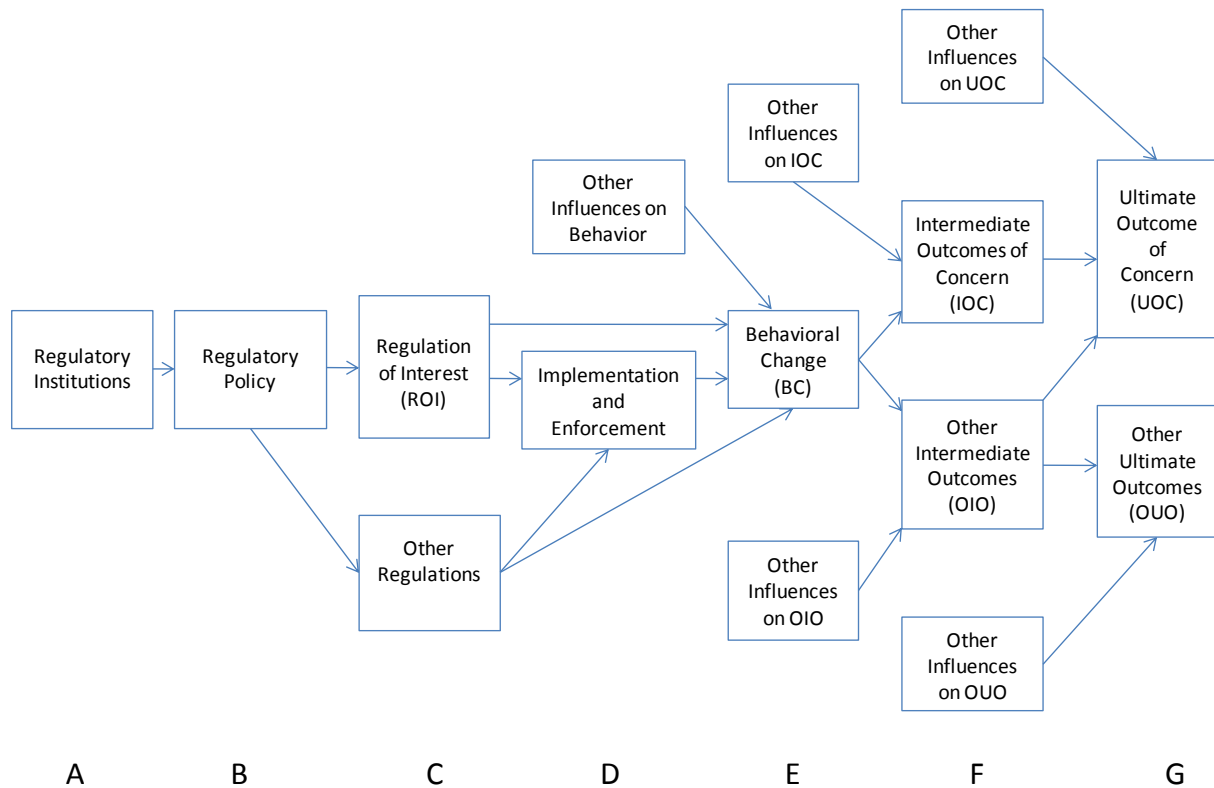 Other
Influences
on UOC
Other
Influences
on IOC
Other
Influences on
Behavior
Ultimate
Outcome
of
Concern
(UOC)
Intermediate
Outcomes of
Concern
(IOC)
Regulatory
Institutions
Regulatory
Policy
Regulation
of Interest
(ROI)
Implementation
and
Enforcement
Behavioral
Change
(BC)
Other
Intermediate
Outcomes
(OIO)
Other
Ultimate
Outcomes
(OUO)
Other
Regulations
Other
Influences
on OIO
Other
Influences
on OUO
A B C D E F G